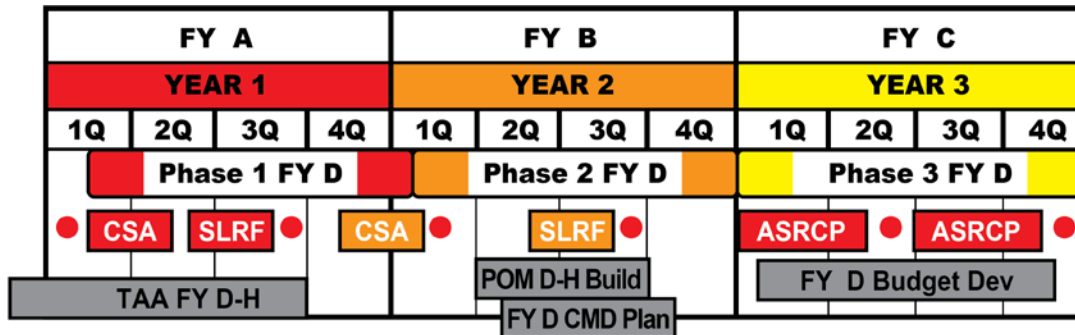 FY A FY B FY C
YEAR 1 YEAR 2 YEAR 3
1Q 2Q 3Q 4Q 1Q 2Q 3Q 4Q 1Q 2Q 3Q 4Q
Phase 1 FY D Phase 2 FY D Phase 3 FY D
CSA SLRF CSA SLRF ASRCP ASRCP
TAA FY D-H POM D-H Build FY D Budget Dev
FY D CMD Plan